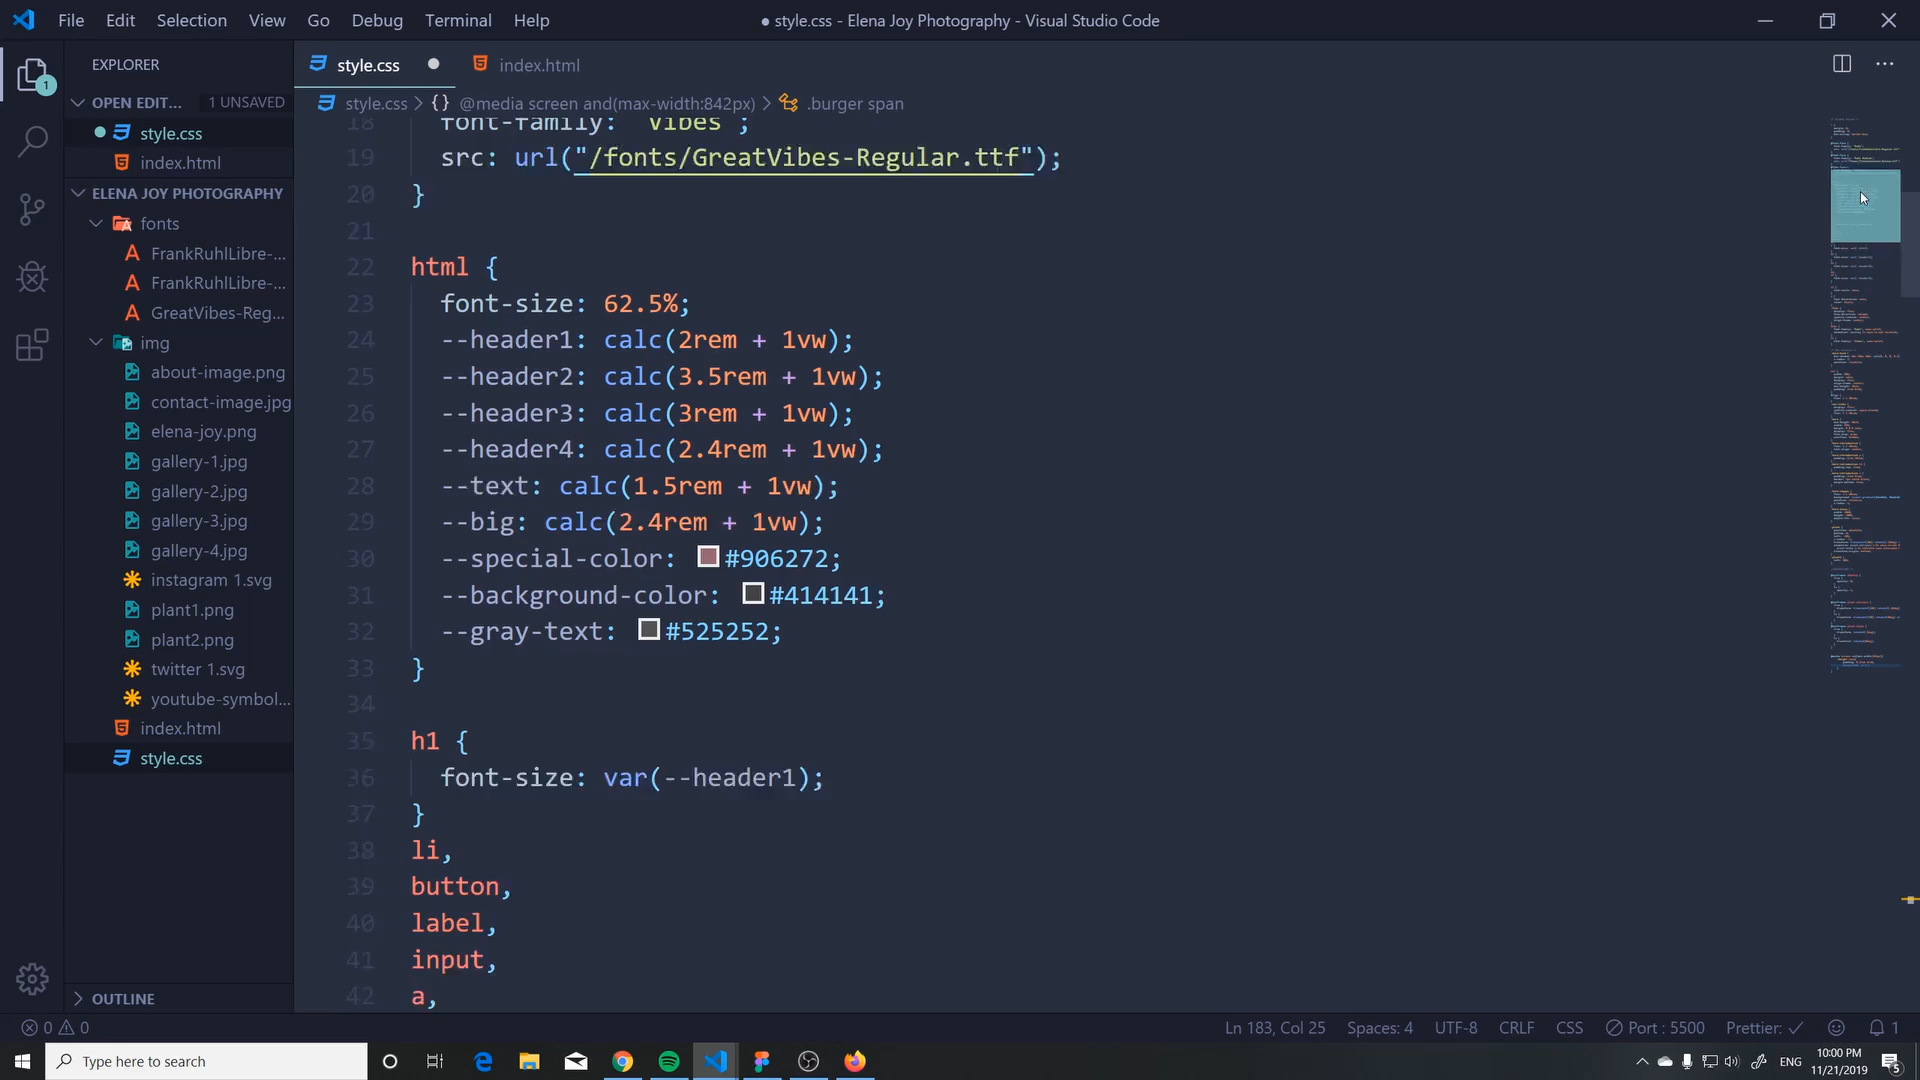 File Edit Selection View Go Debug Terminal Help
● style.css - Elena Joy Photography - Visual Studio Code
EXPLORER
style.css
index.html
1
OPEN EDIT... 1 UNSAVED
style.css
index.html
ELENA JOY PHOTOGRAPHY
fonts
FrankRuhlLibre-...
FrankRuhlLibre-...
GreatVibes-Reg...
img
about-image.png
contact-image.jpg
elena-joy.png
gallery-1.jpg
gallery-2.jpg
gallery-3.jpg
gallery-4.jpg
instagram 1.svg
plant1.png
plant2.png
twitter 1.svg
youtube-symbol...
index.html
style.css
OUTLINE
style.css > {} @media screen and(max-width:842px) > .burger span
18 font-family: "Vibes";
19 src: url("/fonts/GreatVibes-Regular.ttf");
20 }
21
22 html {
23 font-size: 62.5%;
24 --header1: calc(2rem + 1vw);
25 --header2: calc(3.5rem + 1vw);
26 --header3: calc(3rem + 1vw);
27 --header4: calc(2.4rem + 1vw);
28 --text: calc(1.5rem + 1vw);
29 --big: calc(2.4rem + 1vw);
30 --special-color: #906272;
31 --background-color: #414141;
32 --gray-text: #525252;
33 }
34
35 h1 {
36 font-size: var(--header1);
37 }
38 li,
39 button,
40 label,
41 input,
42 a,
0 0
Ln 183, Col 25 Spaces: 4 UTF-8 CRLF CSS Port : 5500 Prettier: ✓ 1
Type here to search
ENG
10:00 PM
11/21/2019
5